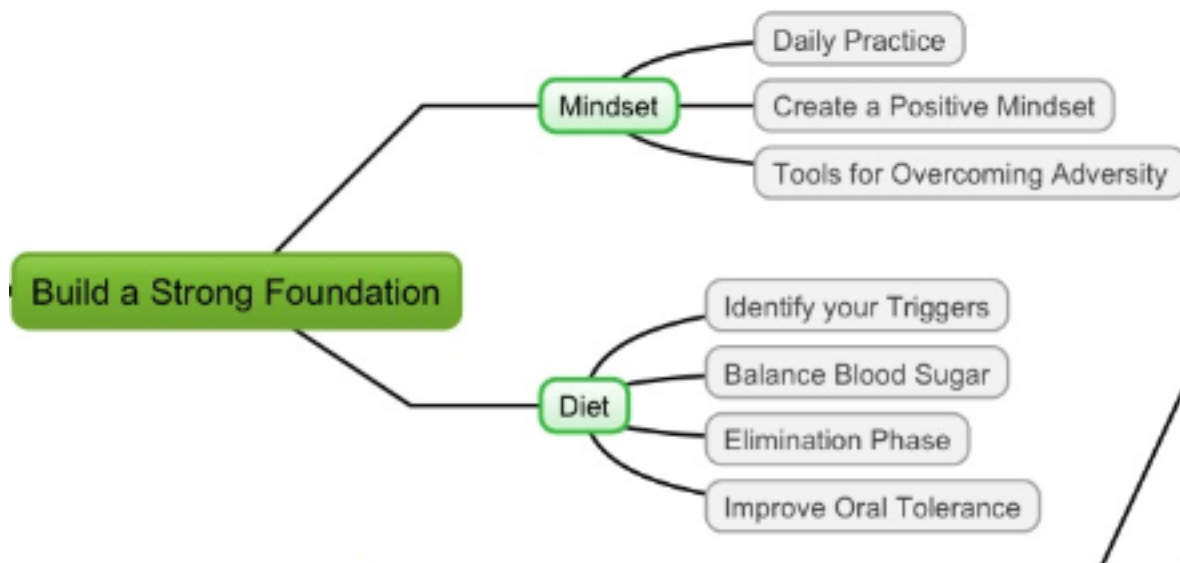 Build a Strong Foundation
Mindset
Daily Practice
Create a Positive Mindset
Tools for Overcoming Adversity
Diet
Identify your Triggers
Balance Blood Sugar
Elimination Phase
Improve Oral Tolerance